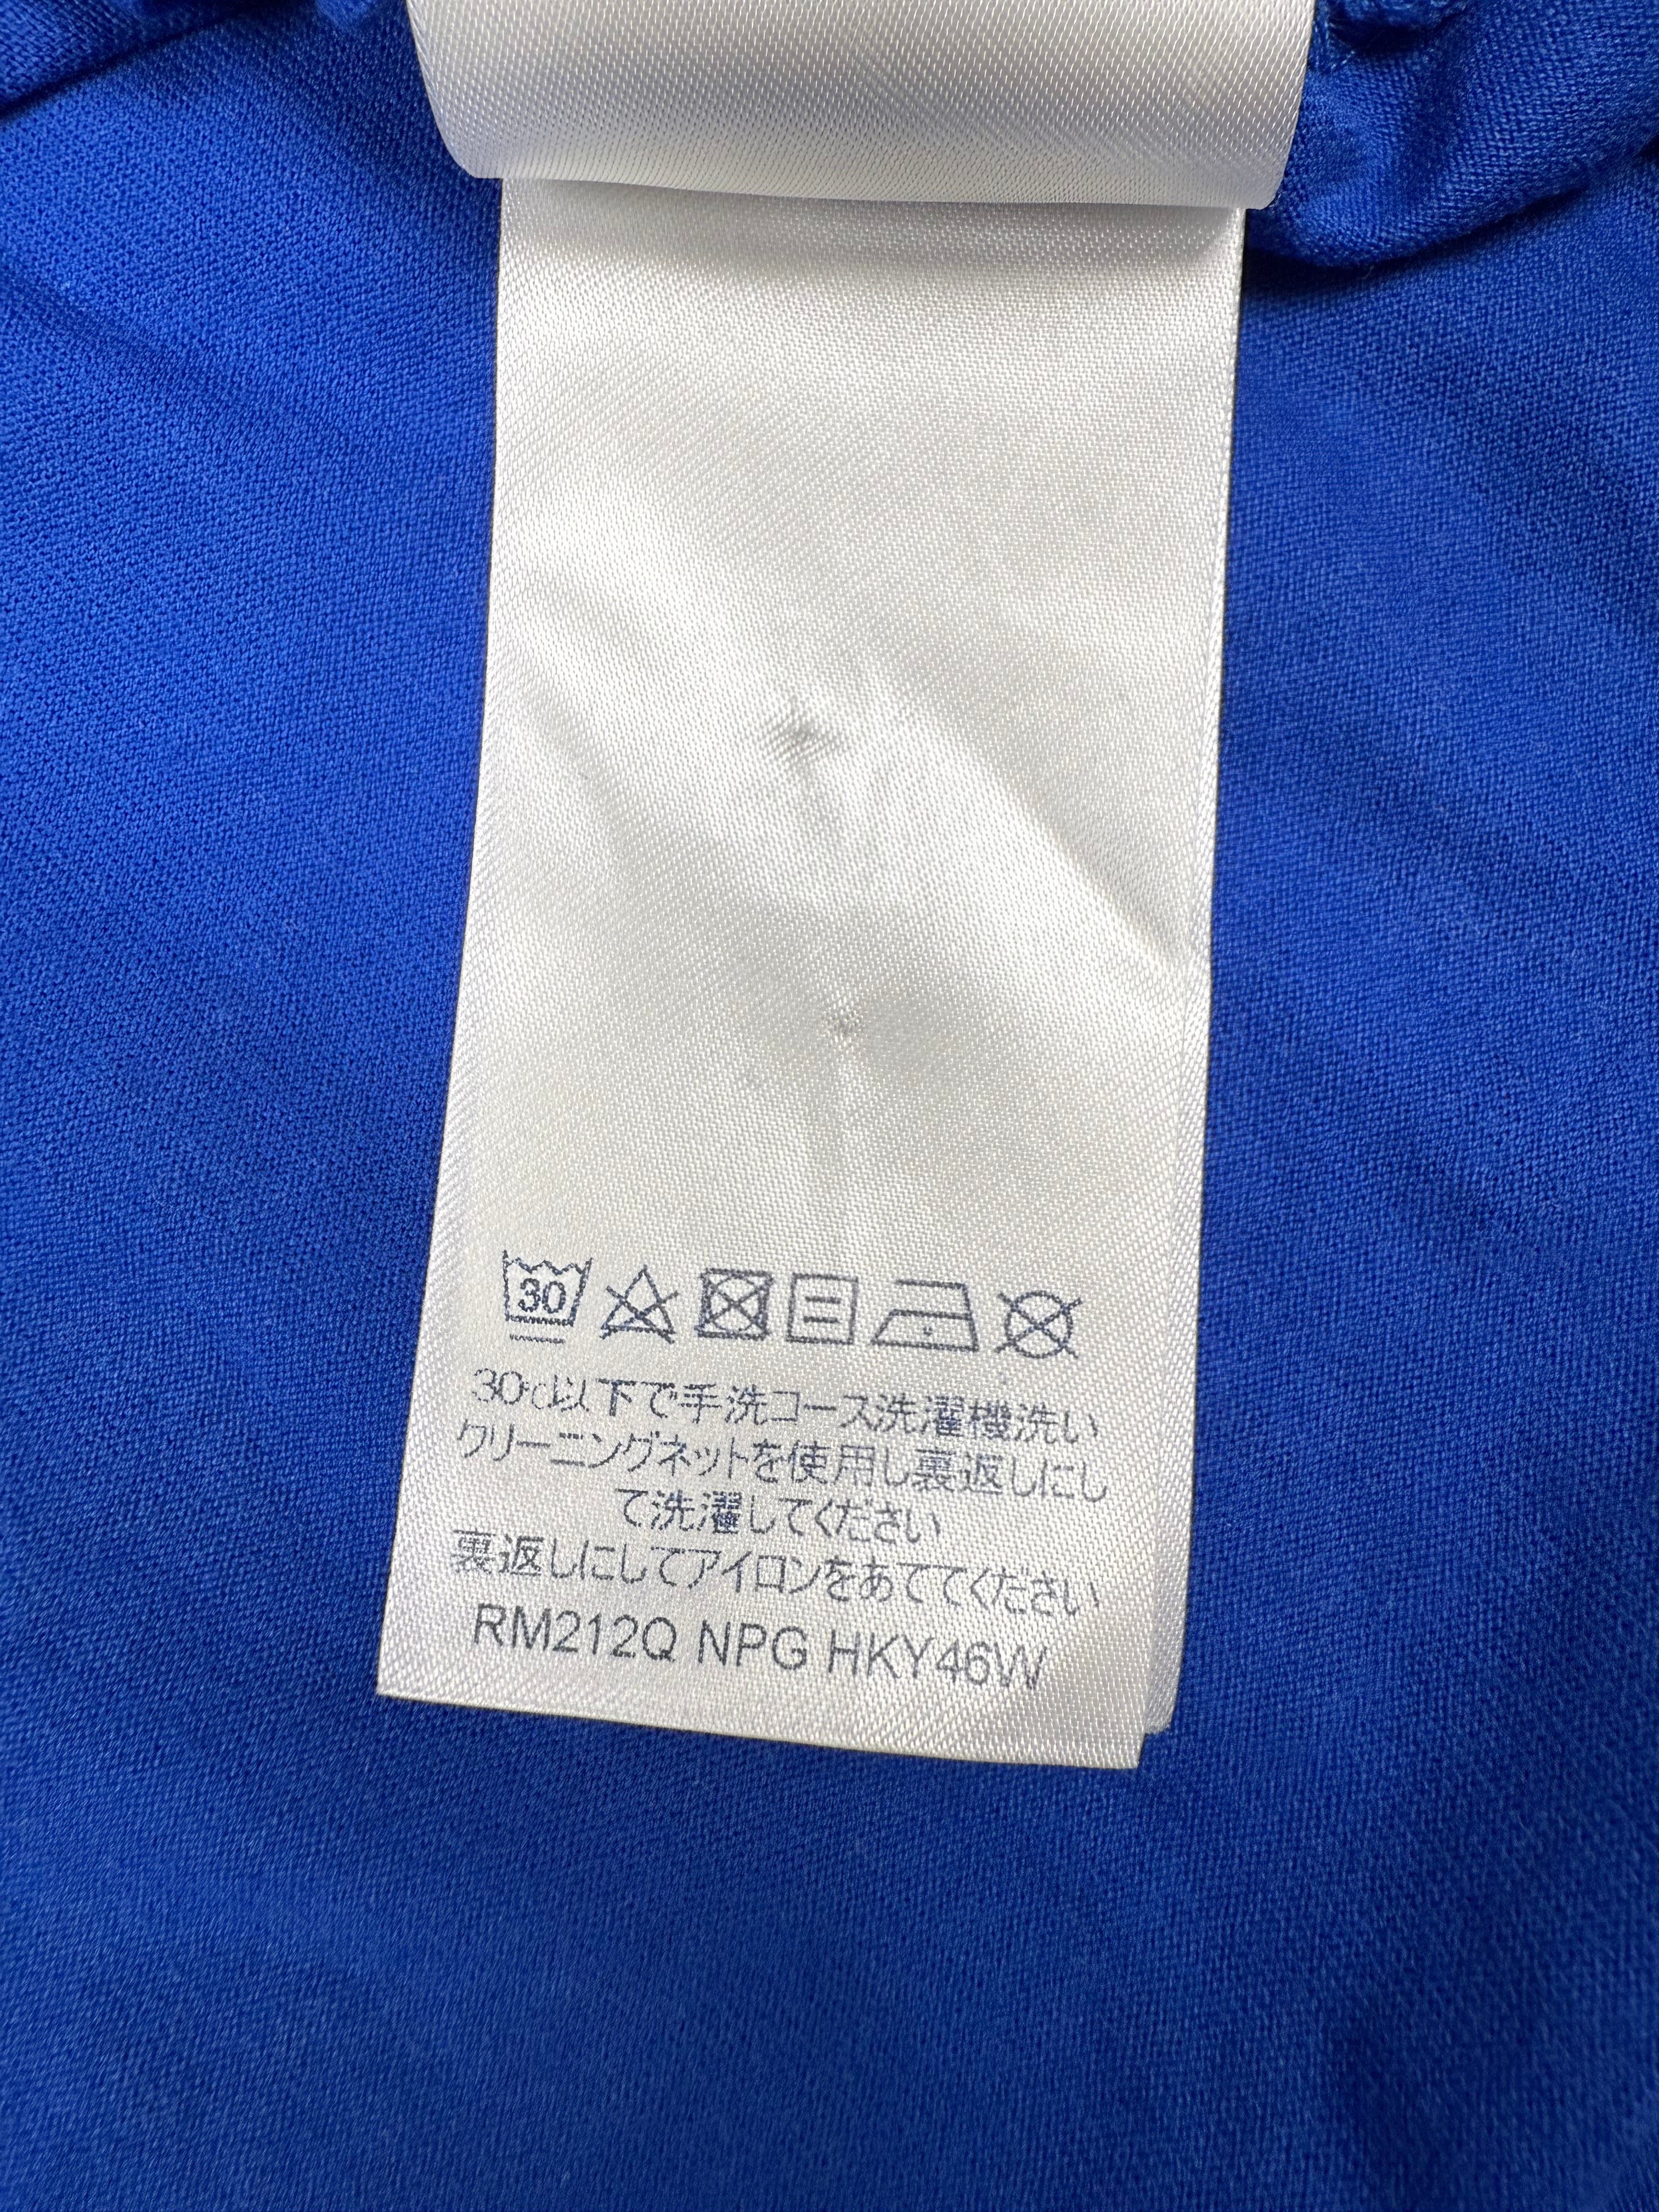 30
30℃以下で手洗コース洗濯機洗い
クリーニングネットを使用し裏返しにし
て洗濯してください
裏返しにしてアイロンをあててください
RM212Q NPG HKY46W